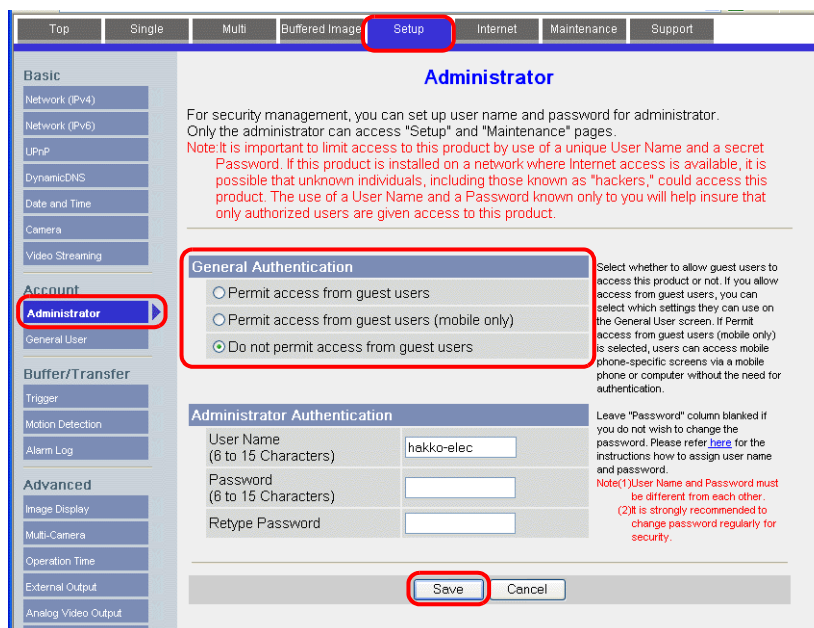 Top Single Multi Buffered Image Setup Internet Maintenance Support
Basic
Network (IPv4)
Network (IPv6)
UPnP
DynamicDNS
Date and Time
Camera
Video Streaming
Account
Administrator
General User
Buffer/Transfer
Trigger
Motion Detection
Alarm Log
Advanced
Image Display
Multi-Camera
Operation Time
External Output
Analog Video Output
Administrator
For security management, you can set up user name and password for administrator.
Only the administrator can access "Setup" and "Maintenance" pages.
Note:It is important to limit access to this product by use of a unique User Name and a secret
Password. If this product is installed on a network where Internet access is available, it is
possible that unknown individuals, including those known as "hackers," could access this
product. The use of a User Name and a Password known only to you will help insure that
only authorized users are given access to this product.
General Authentication
Permit access from guest users
Permit access from guest users (mobile only)
Do not permit access from guest users
Select whether to allow guest users to
access this product or not. If you allow
access from guest users, you can
select which settings they can use on
the General User screen. If Permit
access from guest users (mobile only)
is selected, users can access mobile
phone-specific screens via a mobile
phone or computer without the need for
authentication.
Administrator Authentication
User Name
(6 to 15 Characters)
hakko-elec
Password
(6 to 15 Characters)
Retype Password
Leave "Password" column blanked if
you do not wish to change the
password. Please refer here for the
instructions how to assign user name
and password.
Note(1)User Name and Password must
be different from each other.
(2)It is strongly recommended to
change password regularly for
security.
Save Cancel